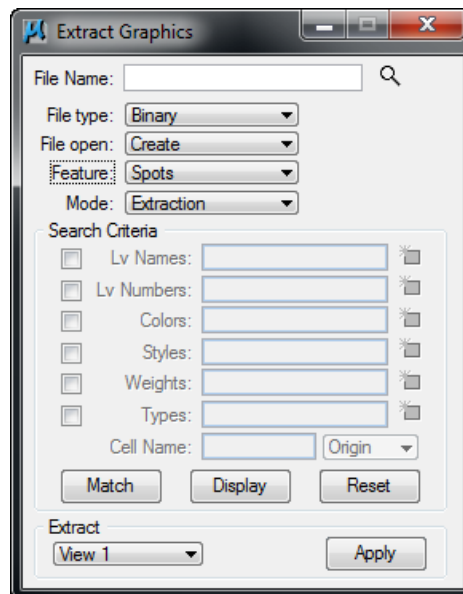 Extract Graphics
File Name:
File type: Binary
File open: Create
Feature: Spots
Mode: Extraction
Search Criteria
Lv Names:
Lv Numbers:
Colors:
Styles:
Weights:
Types:
Cell Name: Origin
Match Display Reset
Extract
View 1 Apply